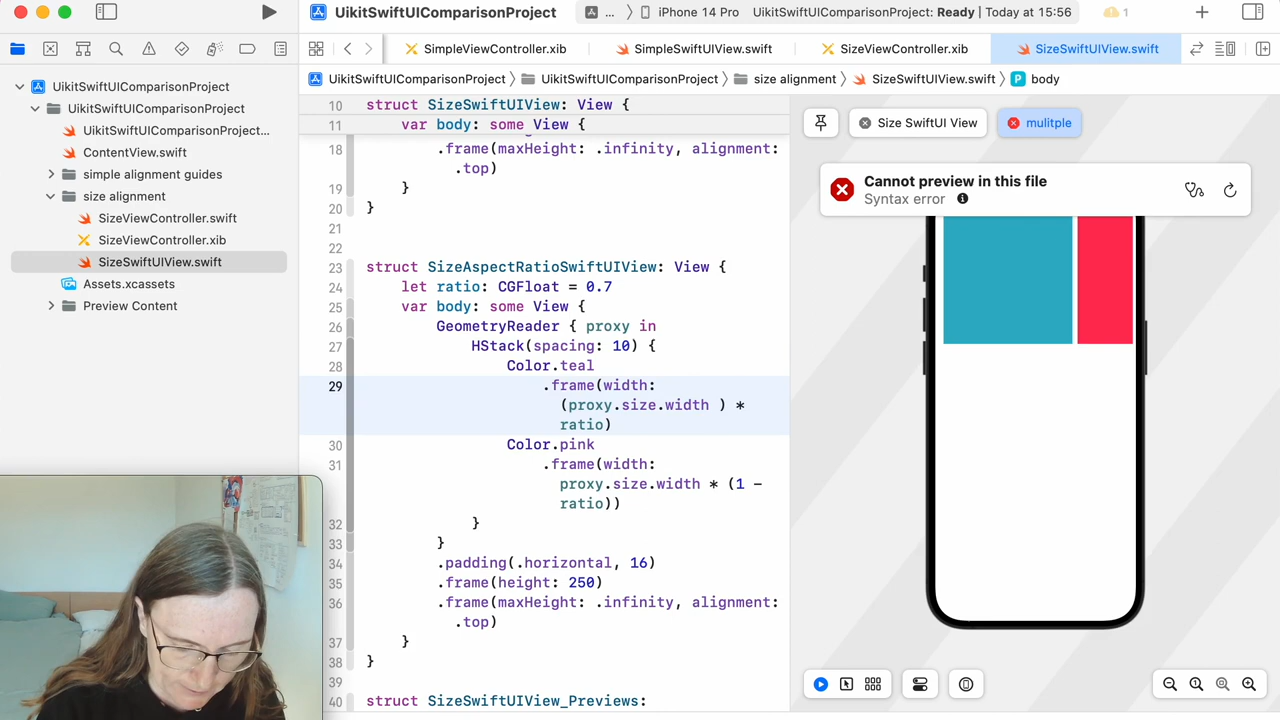 UikitSwiftUIComparisonProject
... 〉 iPhone 14 Pro
UikitSwiftUIComparisonProject: Ready | Today at 15:56
1
SimpleViewController.xib
SimpleSwiftUIView.swift
SizeViewController.xib
SizeSwiftUIView.swift
UikitSwiftUIComparisonProject 〉 UikitSwiftUIComparisonProject 〉 size alignment 〉 SizeSwiftUIView.swift 〉 P body
UikitSwiftUIComparisonProject
UikitSwiftUIComparisonProject
UikitSwiftUIComparisonProject...
ContentView.swift
simple alignment guides
size alignment
SizeViewController.swift
SizeViewController.xib
SizeSwiftUIView.swift
Assets.xcassets
Preview Content
10 struct SizeSwiftUIView: View {
11 var body: some View {
18 .frame(maxHeight: .infinity, alignment:
.top)
19 }
20 }
21
22
23 struct SizeAspectRatioSwiftUIView: View {
24 let ratio: CGFloat = 0.7
25 var body: some View {
26 GeometryReader { proxy in
27 HStack(spacing: 10) {
28 Color.teal
29 .frame(width:
(proxy.size.width ) *
ratio)
30 Color.pink
31 .frame(width:
proxy.size.width * (1 -
ratio))
32 }
33 }
34 .padding(.horizontal, 16)
35 .frame(height: 250)
36 .frame(maxHeight: .infinity, alignment:
.top)
37 }
38 }
39
40 struct SizeSwiftUIView_Previews:
Size SwiftUI View
mulitple
Cannot preview in this file
Syntax error